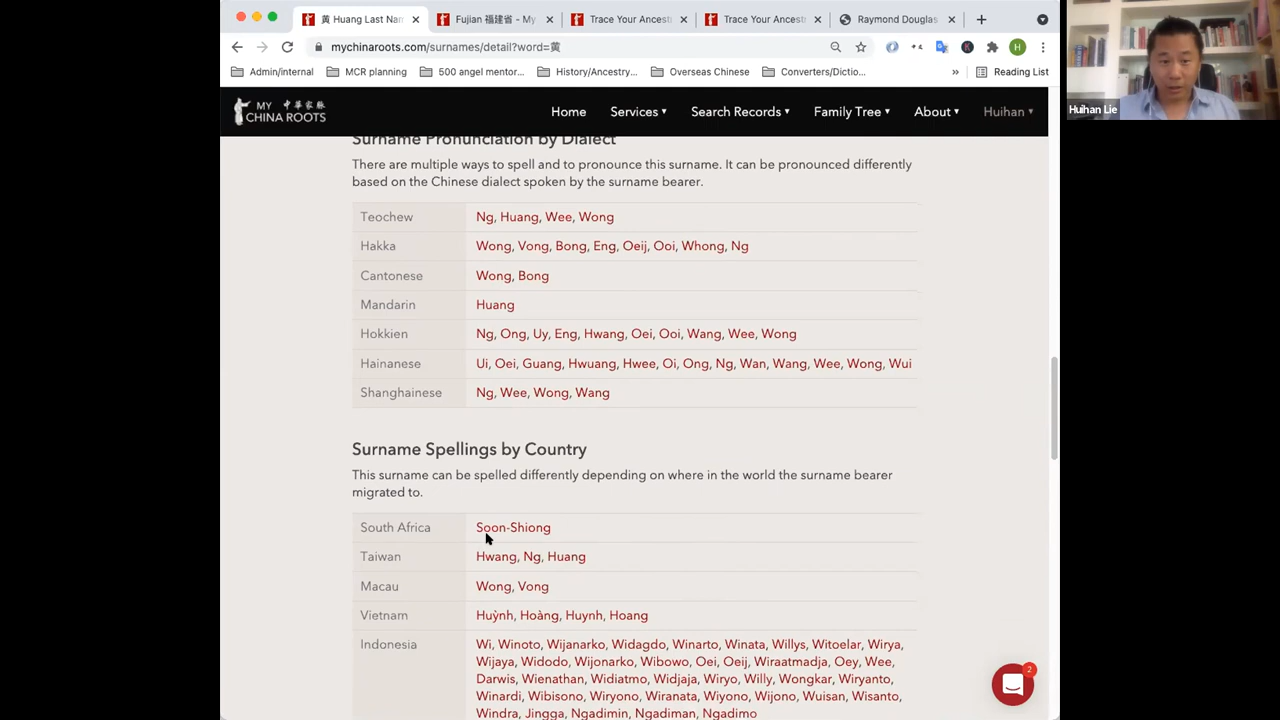 黄 Huang Last Nam
Fujian 福建省 - My
Trace Your Ancest
Trace Your Ancest
Raymond Douglas
mychinaroots.com/surnames/detail?word=黄
H
Admin/internal
MCR planning
500 angel mentor...
History/Ancestry...
Overseas Chinese
Converters/Dictio...
»
Reading List
MY CHINA ROOTS
中華家脉
Home
Services
Search Records
Family Tree
About
Huihan
Huihan Lie
Surname Pronunciation by Dialect
There are multiple ways to spell and to pronounce this surname. It can be pronounced differently
based on the Chinese dialect spoken by the surname bearer.
Teochew Ng, Huang, Wee, Wong
Hakka Wong, Vong, Bong, Eng, Oeij, Ooi, Whong, Ng
Cantonese Wong, Bong
Mandarin Huang
Hokkien Ng, Ong, Uy, Eng, Hwang, Oei, Ooi, Wang, Wee, Wong
Hainanese Ui, Oei, Guang, Hwuang, Hwee, Oi, Ong, Ng, Wan, Wang, Wee, Wong, Wui
Shanghainese Ng, Wee, Wong, Wang
Surname Spellings by Country
This surname can be spelled differently depending on where in the world the surname bearer
migrated to.
South Africa Soon-Shiong
Taiwan Hwang, Ng, Huang
Macau Wong, Vong
Vietnam Huỳnh, Hoàng, Huynh, Hoang
Indonesia Wi, Winoto, Wijanarko, Widagdo, Winarto, Winata, Willys, Witoelar, Wirya,
Wijaya, Widodo, Wijonarko, Wibowo, Oei, Oeij, Wiraatmadja, Oey, Wee,
Darwis, Wienathan, Widiatmo, Widjaja, Wiryo, Willy, Wongkar, Wiryanto,
Winardi, Wibisono, Wiryono, Wiranata, Wiyono, Wijono, Wuisan, Wisanto,
Windra, Jingga, Ngadimin, Ngadiman, Ngadimo
2